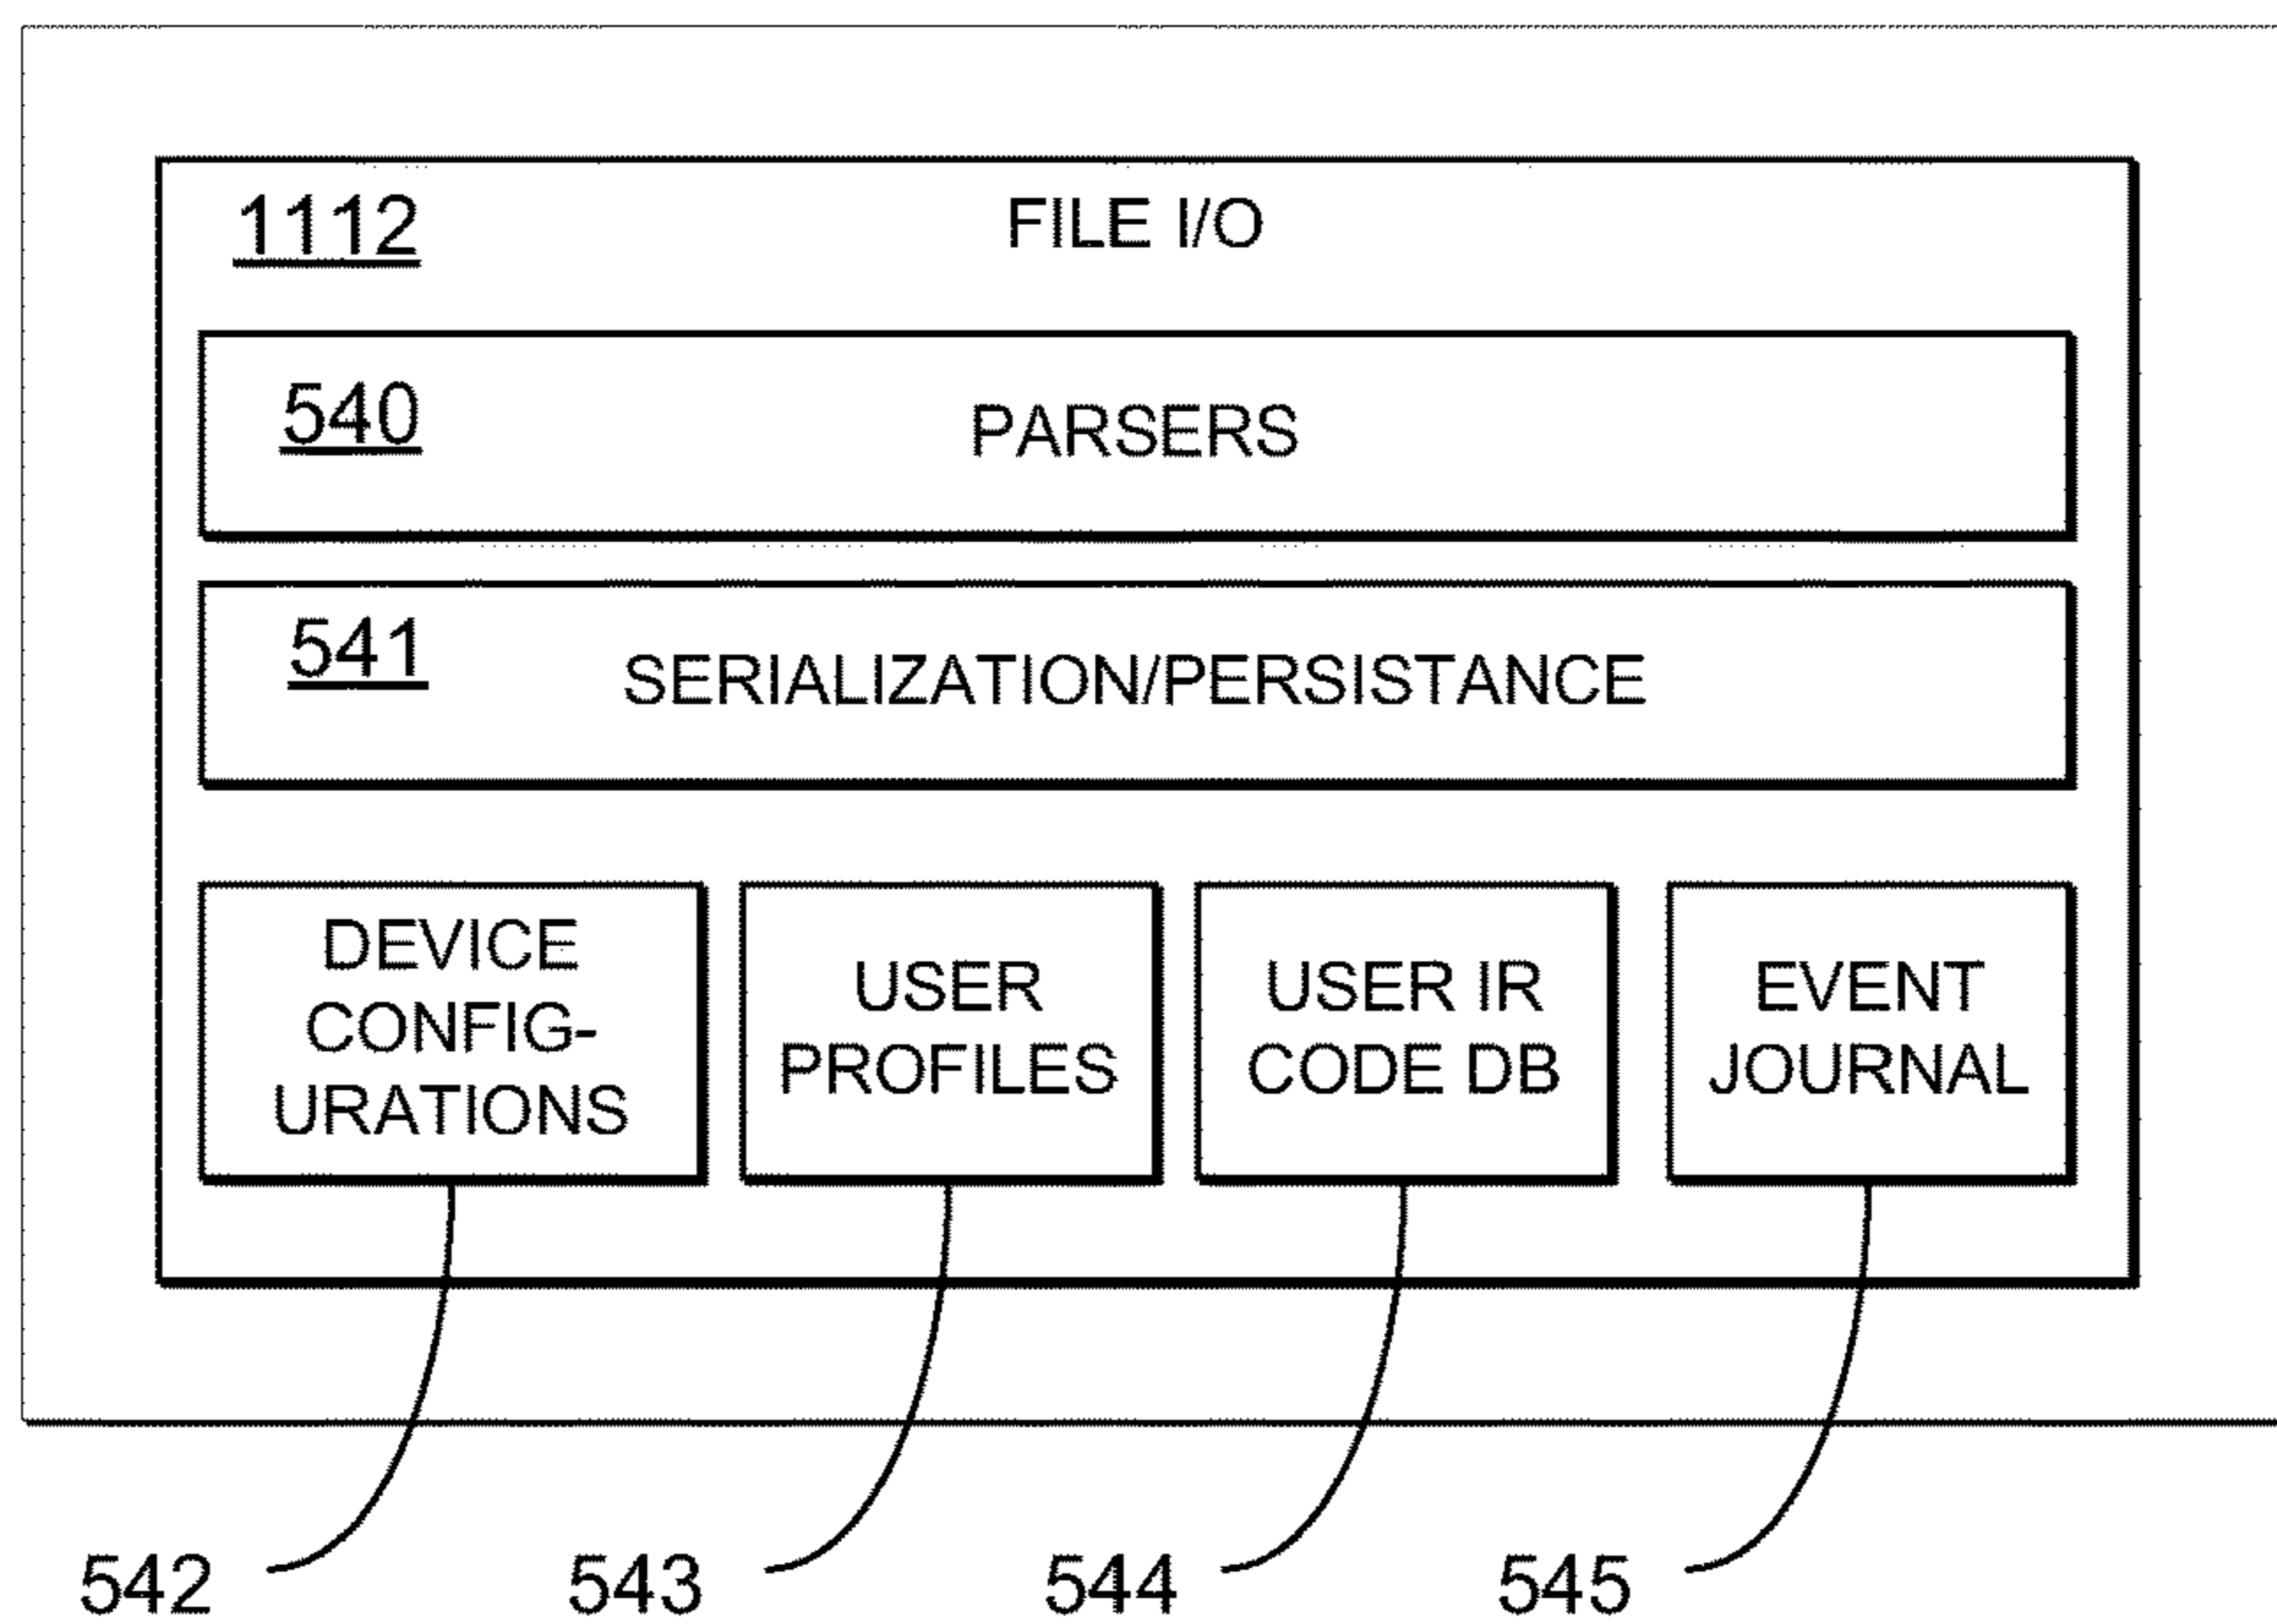 1112 FILE I/O
540 PARSERS
541 SERIALIZATION/PERSISTANCE
DEVICE
CONFIG-
URATIONS
USER
PROFILES
USER IR
CODE DB
EVENT
JOURNAL
542 543 544 545